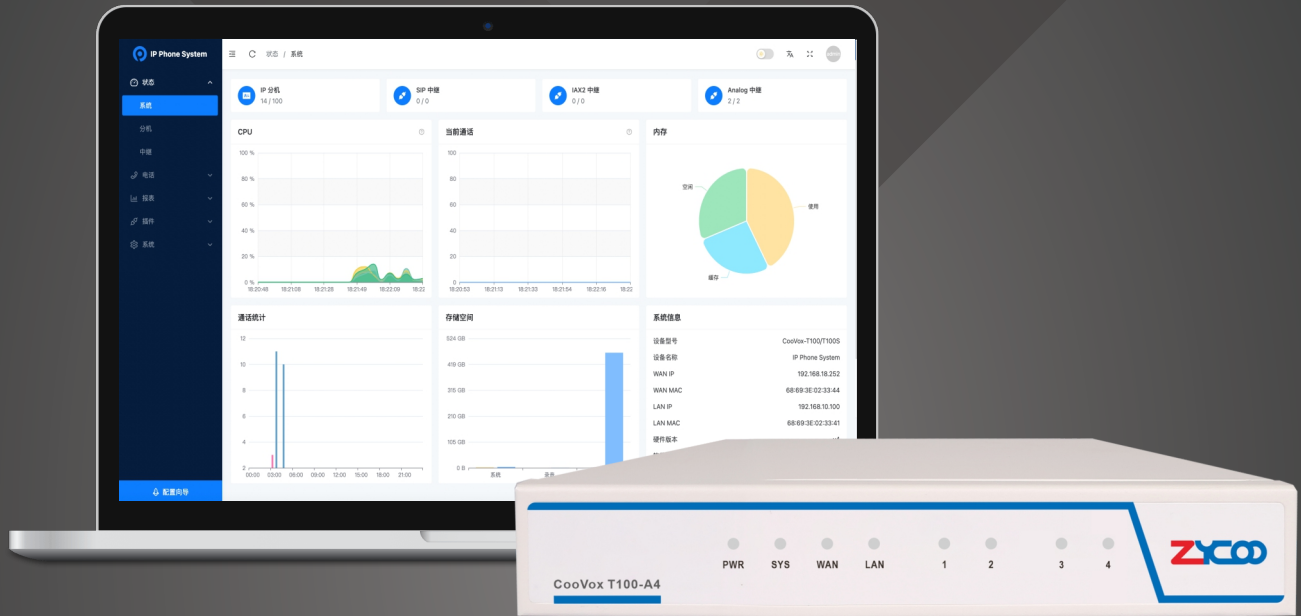 IP Phone System
状态 / 系统
admin
状态
系统
分机
中继
电话
报表
插件
系统
配置向导
IP 分机
14 / 100
SIP 中继
0 / 0
IAX2 中继
0 / 0
Analog 中继
2 / 2
CPU
100 %
80 %
60 %
40 %
20 %
0 %
18:20:48 18:21:08 18:21:28 18:21:49 18:22:09 18:22
当前通话
100
80
60
40
20
0
18:20:53 18:21:13 18:21:33 18:21:54 18:22:16 18:22
内存
空闲
使用
缓存
通话统计
12
10
8
6
4
2
00:00 03:00 06:00 09:00 12:00 15:00 18:00 21:00
存储空间
524 GB
419 GB
315 GB
210 GB
105 GB
0 B
系统
系统信息
设备型号 CooVox-T100/T100S
设备名称 IP Phone System
WAN IP 192.168.18.252
WAN MAC 68:69:3E:02:33:44
LAN IP 192.168.10.100
LAN MAC 68:69:3E:02:33:41
硬件版本
PWR SYS WAN LAN 1 2 3 4
CooVox T100-A4
ZYCOO